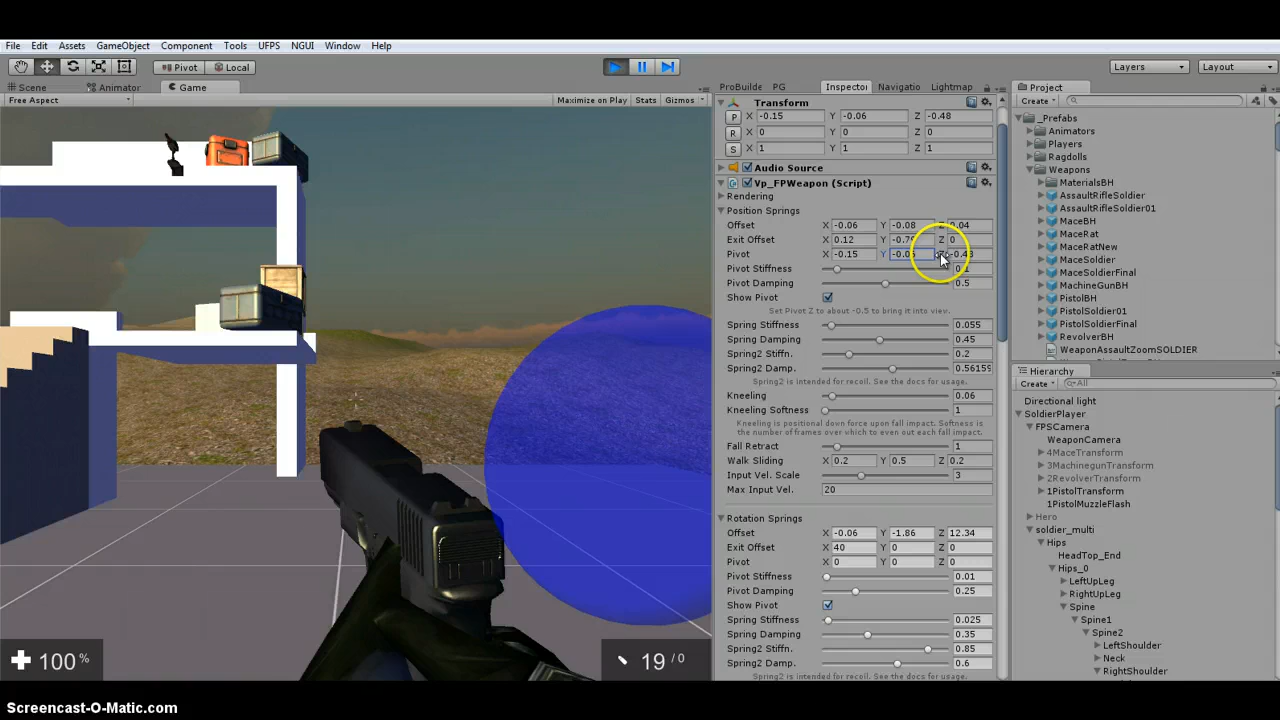 File Edit Assets GameObject Component Tools UFPS NGUI Window Help
Pivot Local Layers Layout
Scene Animator Game
Free Aspect Maximize on Play Stats Gizmos
ProBuilde PG Inspector Navigatio Lightmap
Transform
P X -0.15 Y -0.06 Z -0.48
R X 0 Y 0 Z 0
S X 1 Y 1 Z 1
Audio Source
Vp_FPWeapon (Script)
Rendering
Position Springs
Offset X -0.06 Y -0.08 Z 0.04
Exit Offset X 0.12 Y Z 0
Pivot X -0.15 Y
Pivot Stiffness
Pivot Damping 0.5
Show Pivot
Set Pivot Z to about -0.5 to bring it into view.
Spring Stiffness 0.055
Spring Damping 0.45
Spring2 Stiffn. 0.2
Spring2 Damp. 0.56159
Spring2 is intended for recoil. See the docs for usage.
Kneeling 0.06
Kneeling Softness 1
Kneeling is positional down force upon fall impact. Softness is
the number of frames over which to even out each fall impact.
Fall Retract 1
Walk Sliding X 0.2 Y 0.5 Z 0.2
Input Vel. Scale 3
Max Input Vel. 20
Rotation Springs
Offset X -0.06 Y -1.86 Z 12.34
Exit Offset X 40 Y 0 Z 0
Pivot X 0 Y 0 Z 0
Pivot Stiffness 0.01
Pivot Damping 0.25
Show Pivot
Spring Stiffness 0.025
Spring Damping 0.35
Spring2 Stiffn. 0.85
Spring2 Damp. 0.6
Spring2 is intended for recoil. See the docs for usage.
Project
Create
_Prefabs
Animators
Players
Ragdolls
Weapons
MaterialsBH
AssaultRifleSoldier
AssaultRifleSoldier01
MaceBH
MaceRat
MaceRatNew
MaceSoldier
MaceSoldierFinal
MachineGunBH
PistolBH
PistolSoldier01
PistolSoldierFinal
RevolverBH
WeaponAssaultZoomSOLDIER
Hierarchy
Create All
Directional light
SoldierPlayer
FPSCamera
WeaponCamera
4MaceTransform
3MachinegunTransform
2RevolverTransform
1PistolTransform
1PistolMuzzleFlash
Hero
soldier_multi
Hips
HeadTop_End
Hips_0
LeftUpLeg
RightUpLeg
Spine
Spine1
Spine2
LeftShoulder
Neck
RightShoulder
100%
19/0
Screencast-O-Matic.com